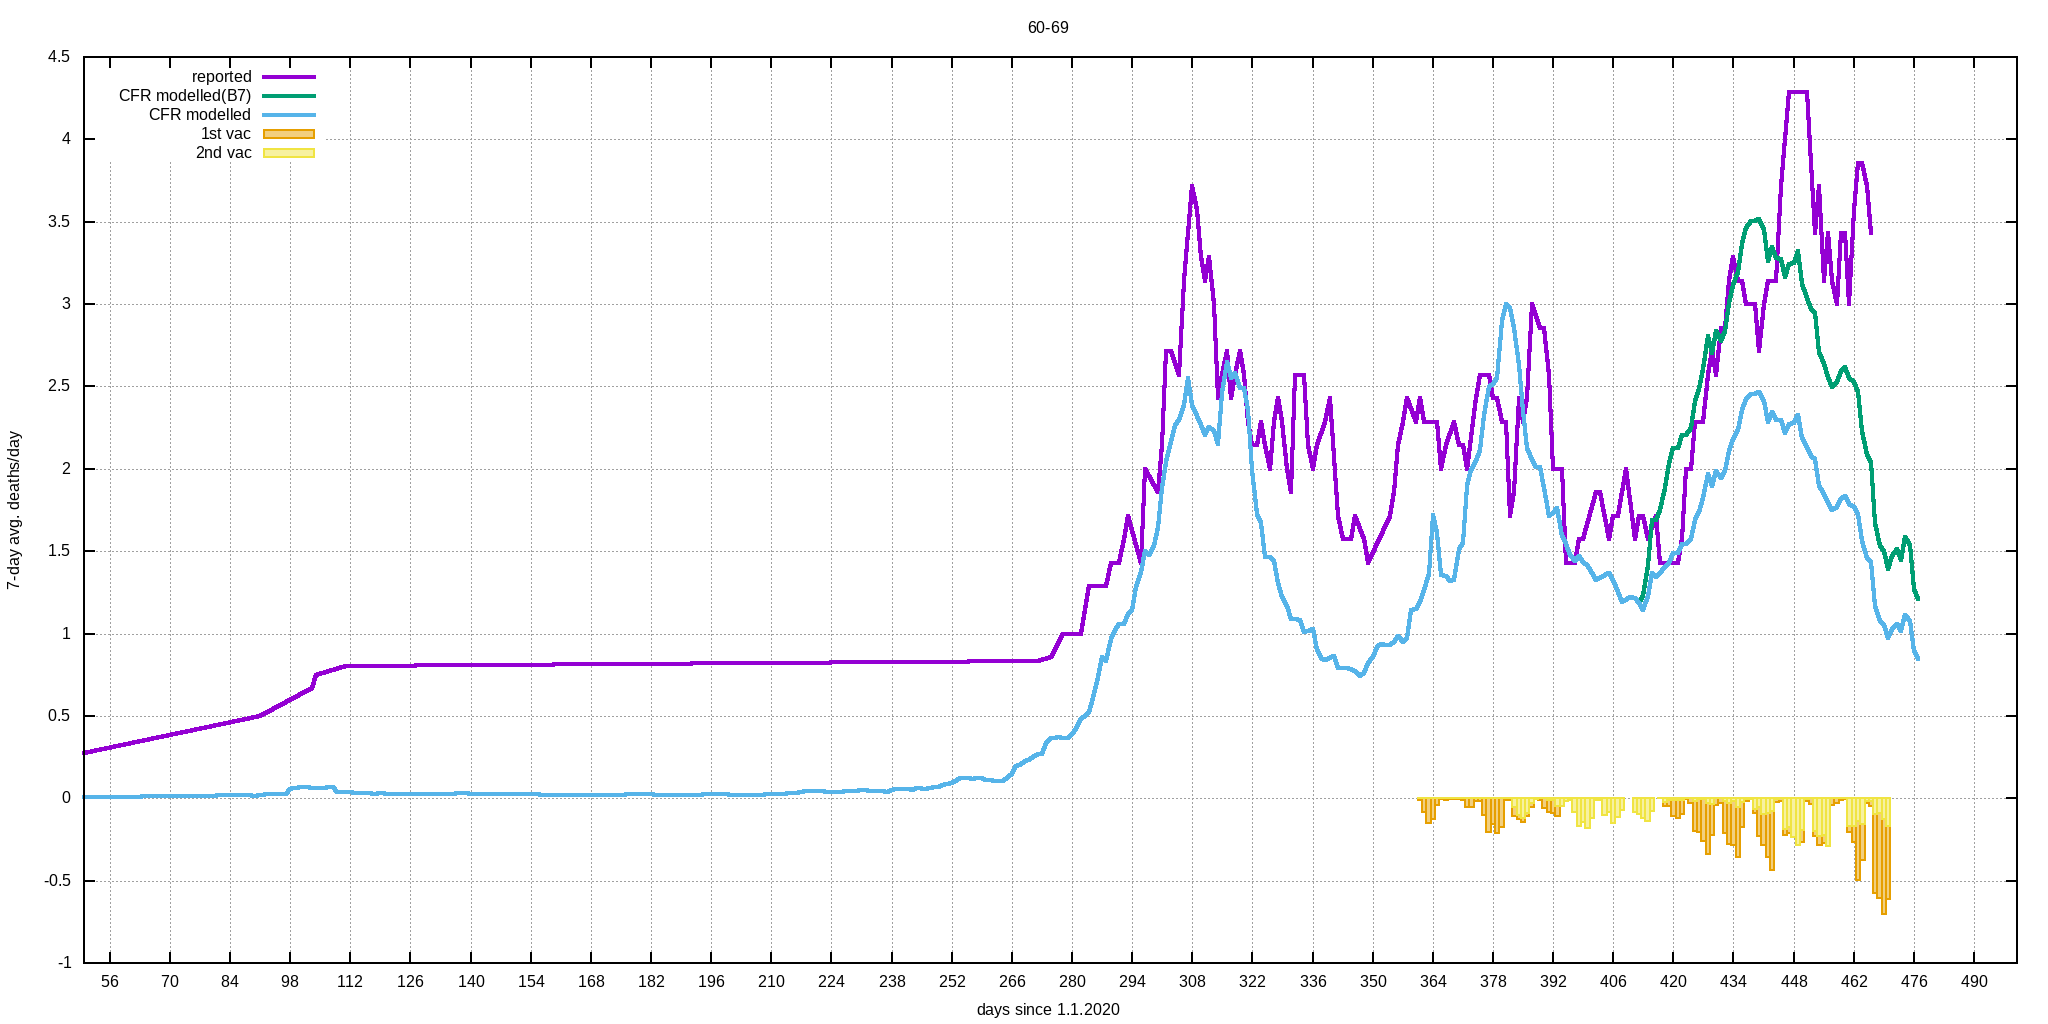 60-69
4.5
4
3.5
3
2.5
2
1.5
1
0.5
0
-0.5
-1
7-day avg. deaths/day
reported
CFR modelled(B7)
CFR modelled
1st vac
2nd vac
56 70 84 98 112 126 140 154 168 182 196 210 224 238 252 266 280 294 308 322 336 350 364 378 392 406 420 434 448 462 476 490
days since 1.1.2020